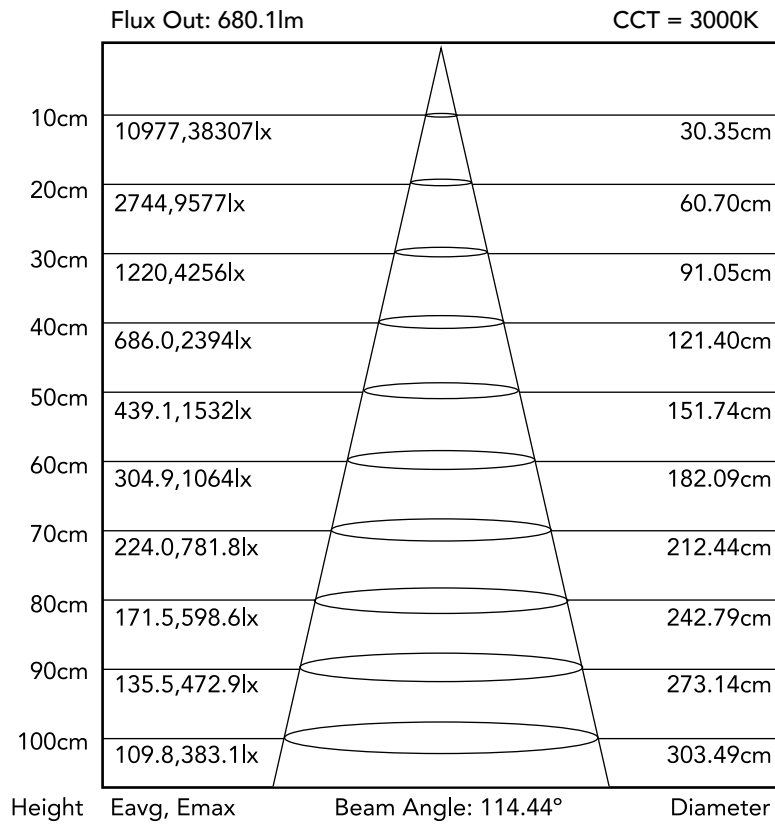 Flux Out: 680.1lm CCT = 3000K
10cm 10977,38307lx 30.35cm
20cm 2744,9577lx 60.70cm
30cm 1220,4256lx 91.05cm
40cm 686.0,2394lx 121.40cm
50cm 439.1,1532lx 151.74cm
60cm 304.9,1064lx 182.09cm
70cm 224.0,781.8lx 212.44cm
80cm 171.5,598.6lx 242.79cm
90cm 135.5,472.9lx 273.14cm
100cm 109.8,383.1lx 303.49cm
Height Eavg, Emax Beam Angle: 114.44° Diameter